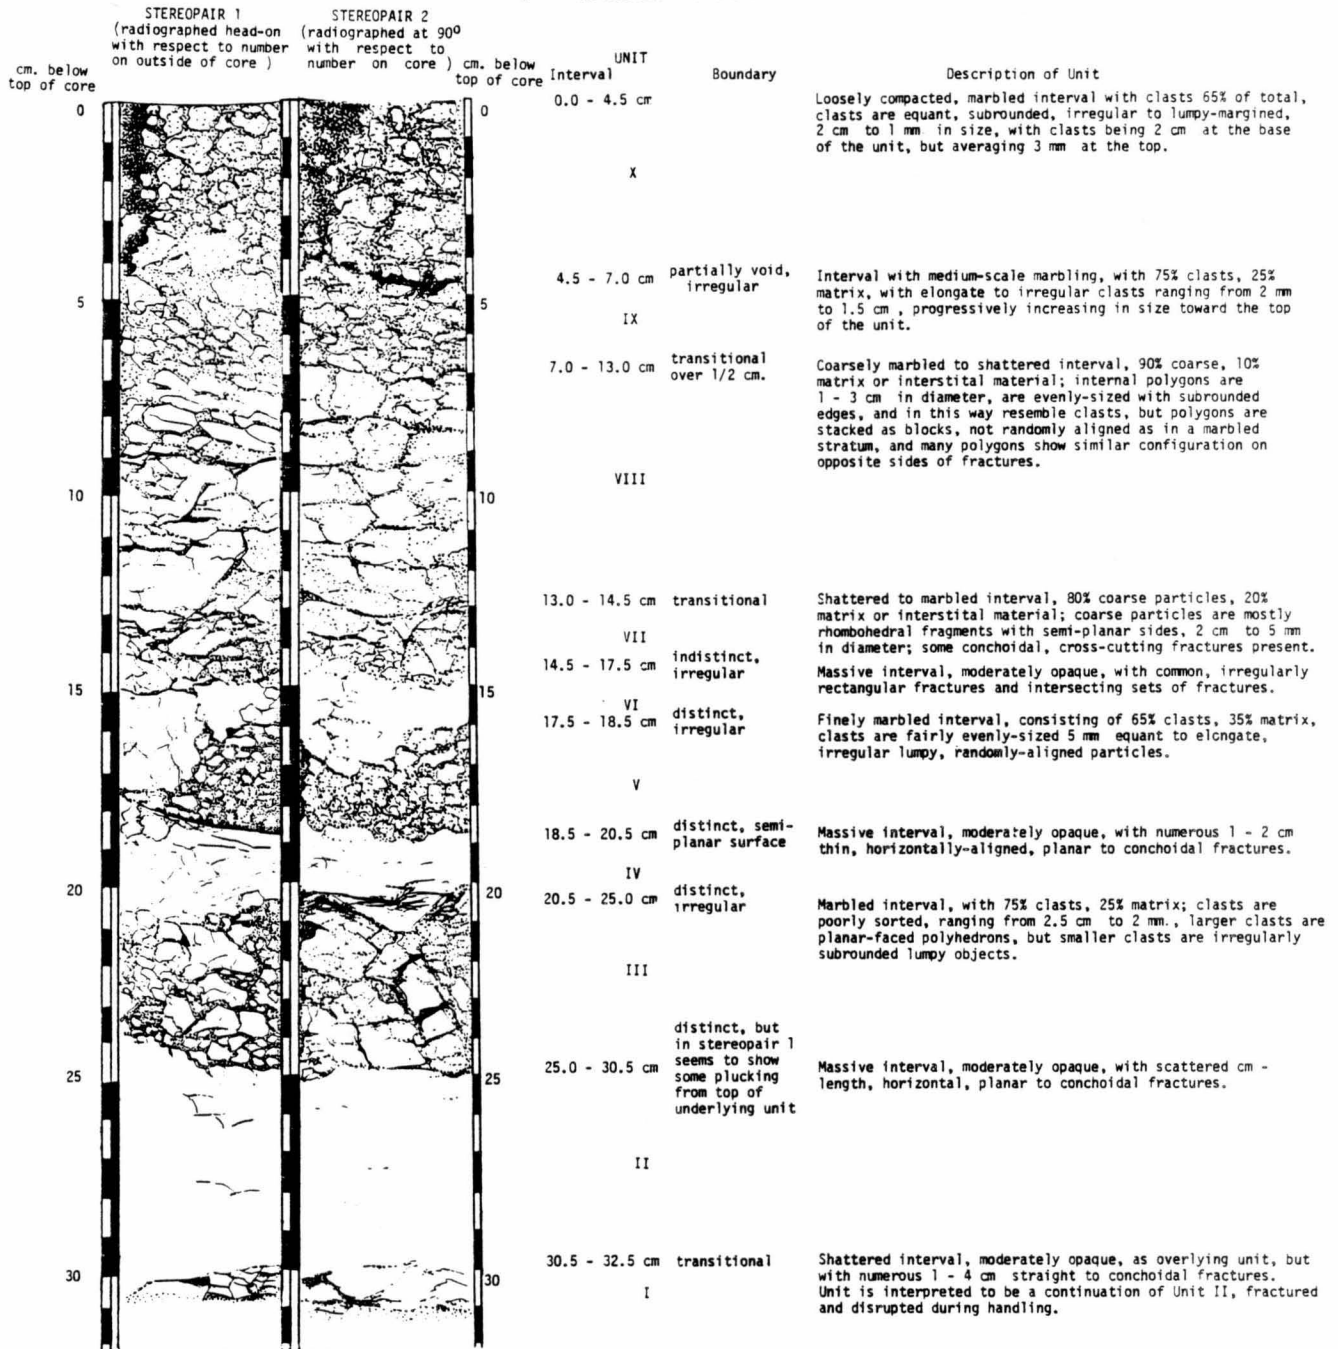 STEREOPAIR 1
(radiographed head-on
with respect to number
on outside of core )
STEREOPAIR 2
(radiographed at 90º
with respect to
number on core )
cm. below
top of core
cm. below
top of core
UNIT
Interval
Boundary
Description of Unit
0
5
10
15
20
25
30
0
5
10
15
20
25
30
0.0 - 4.5 cm
Loosely compacted, marbled interval with clasts 65% of total,
clasts are equant, subrounded, irregular to lumpy-margined,
2 cm to 1 mm in size, with clasts being 2 cm at the base
of the unit, but averaging 3 mm at the top.
X
4.5 - 7.0 cm
partially void,
irregular
Interval with medium-scale marbling, with 75% clasts, 25%
matrix, with elongate to irregular clasts ranging from 2 mm
to 1.5 cm , progressively increasing in size toward the top
of the unit.
IX
7.0 - 13.0 cm
transitional
over 1/2 cm.
Coarsely marbled to shattered interval, 90% coarse, 10%
matrix or interstital material; internal polygons are
1 - 3 cm in diameter, are evenly-sized with subrounded
edges, and in this way resemble clasts, but polygons are
stacked as blocks, not randomly aligned as in a marbled
stratum, and many polygons show similar configuration on
opposite sides of fractures.
VIII
13.0 - 14.5 cm
transitional
Shattered to marbled interval, 80% coarse particles, 20%
matrix or interstital material; coarse particles are mostly
rhombohedral fragments with semi-planar sides, 2 cm to 5 mm
in diameter; some conchoidal, cross-cutting fractures present.
VII
14.5 - 17.5 cm
indistinct,
irregular
Massive interval, moderately opaque, with common, irregularly
rectangular fractures and intersecting sets of fractures.
VI
17.5 - 18.5 cm
distinct,
irregular
Finely marbled interval, consisting of 65% clasts, 35% matrix,
clasts are fairly evenly-sized 5 mm equant to elongate,
irregular lumpy, randomly-aligned particles.
V
18.5 - 20.5 cm
distinct, semi-
planar surface
Massive interval, moderately opaque, with numerous 1 - 2 cm
thin, horizontally-aligned, planar to conchoidal fractures.
IV
20.5 - 25.0 cm
distinct,
irregular
Marbled interval, with 75% clasts, 25% matrix; clasts are
poorly sorted, ranging from 2.5 cm to 2 mm., larger clasts are
planar-faced polyhedrons, but smaller clasts are irregularly
subrounded lumpy objects.
III
25.0 - 30.5 cm
distinct, but
in stereopair 1
seems to show
some plucking
from top of
underlying unit
Massive interval, moderately opaque, with scattered cm -
length, horizontal, planar to conchoidal fractures.
II
30.5 - 32.5 cm
transitional
Shattered interval, moderately opaque, as overlying unit, but
with numerous 1 - 4 cm straight to conchoidal fractures.
Unit is interpreted to be a continuation of Unit II, fractured
and disrupted during handling.
I